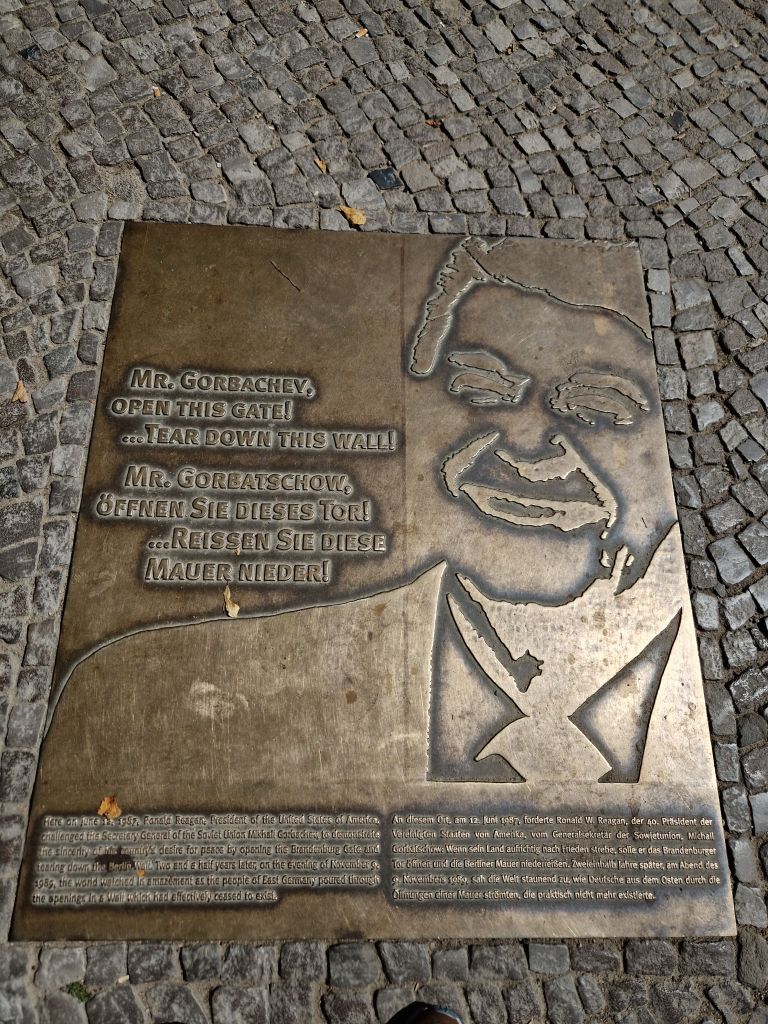 Mr. Gorbachev,
open this gate!
...Tear down this wall!
Mr. Gorbatschow,
öffnen Sie dieses Tor!
...Reissen Sie diese
Mauer nieder!
Here on June 12, 1987, Ronald Reagan, President of the United States of America,
challenged the Secretary General of the Soviet Union Mikhail Gorbachev, to demonstrate
the sincerity of his country's desire for peace by opening the Brandenburg Gate and
tearing down the Berlin Wall. Two and a half years later, on the evening of November 9,
1989, the world watched in amazement as the people of East Germany poured through
the openings in a Wall which had effectively ceased to exist.
An diesem Ort, am 12. Juni 1987, forderte Ronald W. Reagan, der 40. Präsident der
Vereinigten Staaten von Amerika, vom Generalsekretär der Sowjetunion, Michail
Gorbatschow: Wenn sein Land aufrichtig nach Frieden strebe, solle er das Brandenburger
Tor öffnen und die Berliner Mauer niederreißen. Zweieinhalb Jahre später, am Abend des
9. Novembers 1989, sah die Welt staunend zu, wie Deutsche aus dem Osten durch die
Öffnungen einer Mauer strömten, die praktisch nicht mehr existierte.